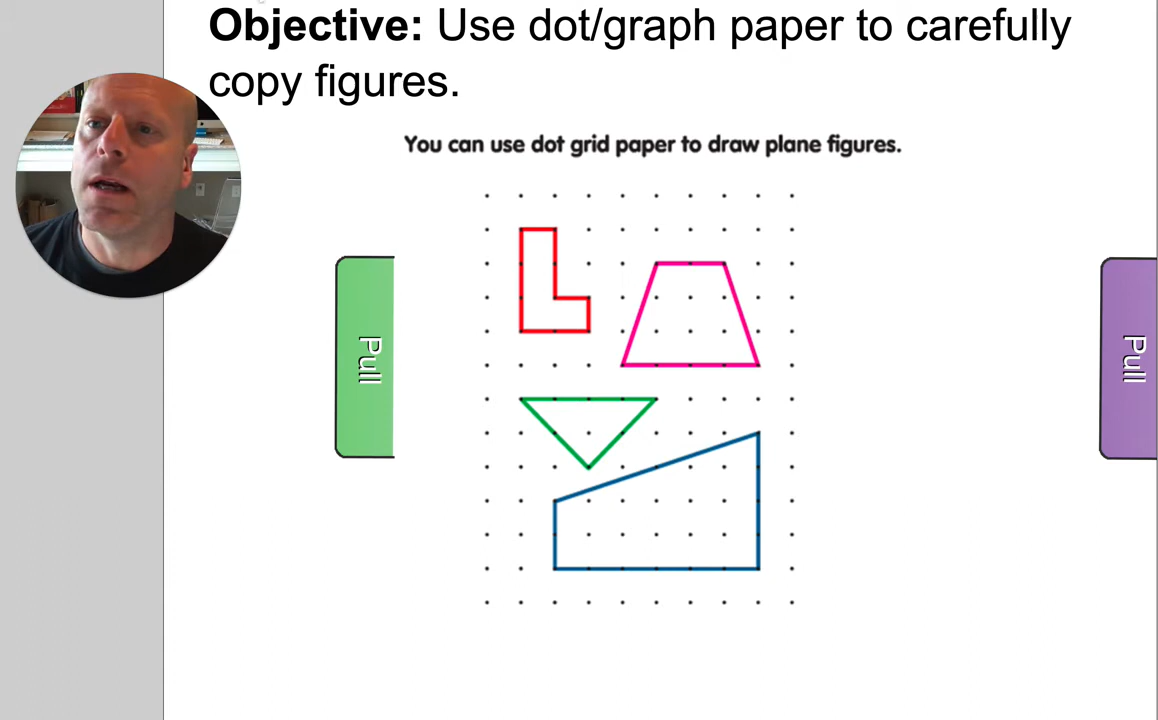 Objective: Use dot/graph paper to carefully
copy figures.
You can use dot grid paper to draw plane figures.
Pull
Pull